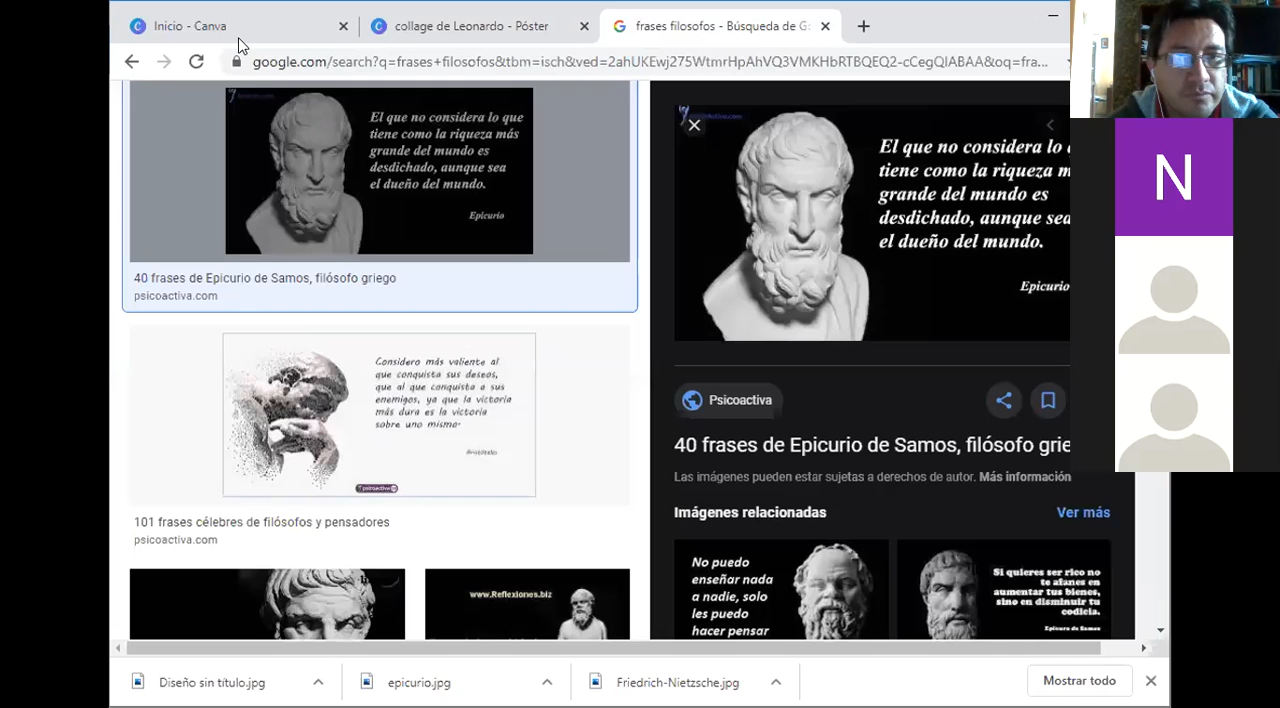 Inicio - Canva
collage de Leonardo - Póster
frases filosofos - Búsqueda de Go
google.com/search?q=frases+filosofos&tbm=isch&ved=2ahUKEwj275WtmrHpAhVQ3VMKHbRTBQEQ2-cCegQIABAA&oq=fra...
El que no considera lo que
tiene como la riqueza más
grande del mundo es
desdichado, aunque sea
el dueño del mundo.
Epicurio
40 frases de Epicurio de Samos, filósofo griego
psicoactiva.com
Considero más valiente al
que conquista sus deseos,
que al que conquista a sus
enemigos, ya que la victoria
más dura es la victoria
sobre uno mismo.
Aristóteles
psicoactiva
101 frases célebres de filósofos y pensadores
psicoactiva.com
www.Reflexiones.biz
El que no considera lo
tiene como la riqueza m
grande del mundo es
desdichado, aunque sea
el dueño del mundo.
Epicurio
Psicoactiva
40 frases de Epicurio de Samos, filósofo grie
Las imágenes pueden estar sujetas a derechos de autor. Más información
Imágenes relacionadas
Ver más
No puedo
enseñar nada
a nadie, solo
les puedo
hacer pensar
Si quieres ser rico no
te afanes en
aumentar tus bienes,
sino en disminuir tu
codicia.
Epicuro de Samos
N
Diseño sin título.jpg
epicurio.jpg
Friedrich-Nietzsche.jpg
Mostrar todo